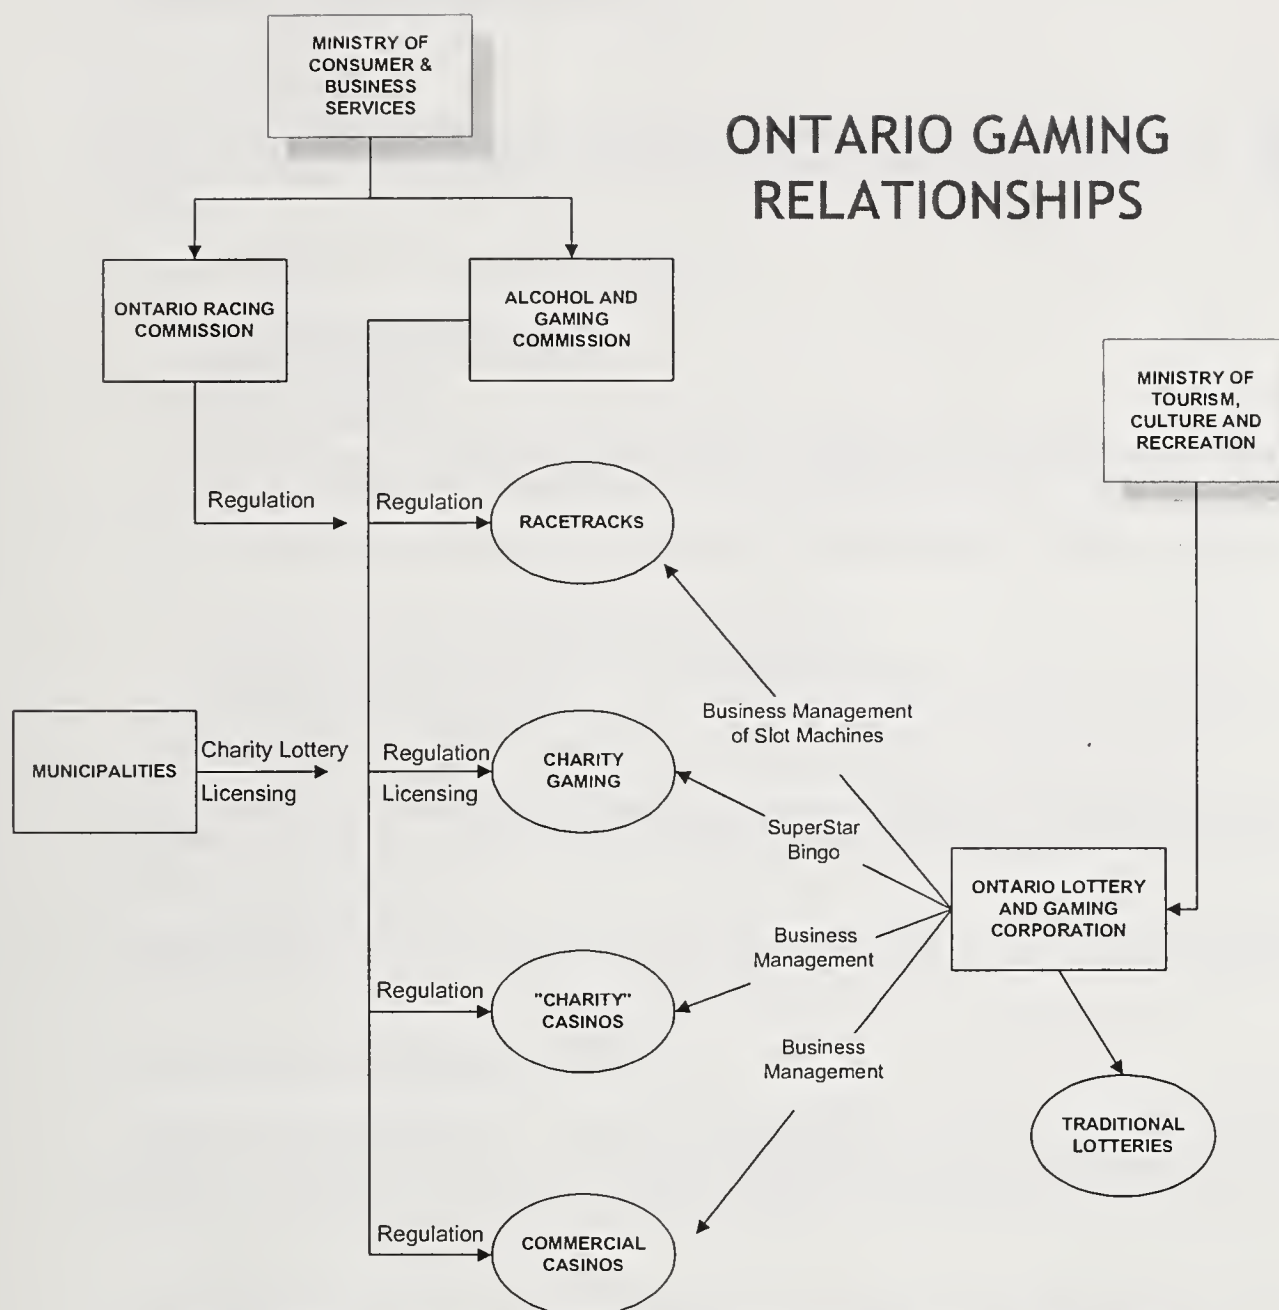 MINISTRY OF
CONSUMER &
BUSINESS
SERVICES
ONTARIO GAMING
RELATIONSHIPS
ONTARIO RACING
COMMISSION
ALCOHOL AND
GAMING
COMMISSION
MINISTRY OF
TOURISM,
CULTURE AND
RECREATION
Regulation
Regulation
RACETRACKS
Business Management
of Slot Machines
MUNICIPALITIES
Charity Lottery
Licensing
Regulation
Licensing
CHARITY
GAMING
SuperStar
Bingo
ONTARIO LOTTERY
AND GAMING
CORPORATION
Business
Management
Regulation
"CHARITY"
CASINOS
Business
Management
TRADITIONAL
LOTTERIES
Regulation
COMMERCIAL
CASINOS